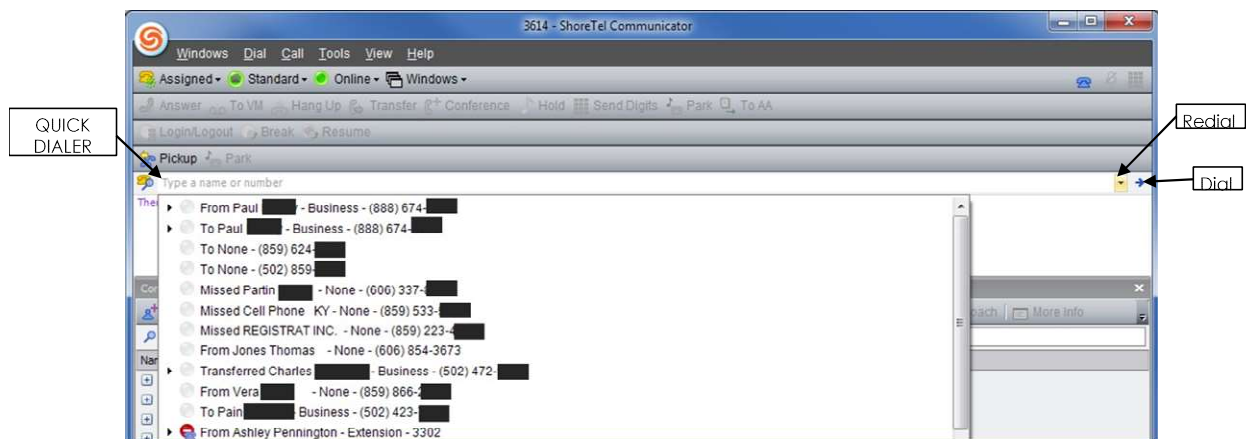 3614 - ShoreTel Communicator
Windows Dial Call Tools View Help
Assigned Standard Online Windows
Answer To VM Hang Up Transfer Conference Hold Send Digits Park To AA
QUICK
DIALER
Redial
Login/Logout Break Resume
Pickup Park
Type a name or number
Dial
From Paul - Business - (888) 674-
To Paul - Business - (888) 674-
To None - (859) 624-
To None - (502) 859-
Missed Partin - None - (606) 337-
Missed Cell Phone KY - None - (859) 533-
Missed REGISTRAT INC. - None - (859) 223-4
More Info
From Jones Thomas - None - (606) 854-3673
Transferred Charles - Business - (502) 472-
From Vera - None - (859) 866-2
To Pain Business - (502) 423-
From Ashley Pennington - Extension - 3302